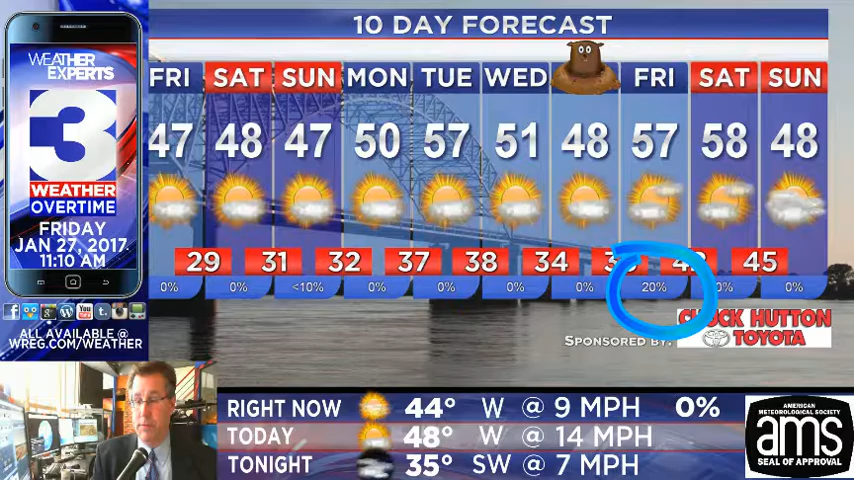 10 DAY FORECAST
WEATHER
EXPERTS
3
WEATHER
OVERTIME
FRIDAY
JAN 27, 2017
11:10 AM
FRI SAT SUN MON TUE WED FRI SAT SUN
47 48 47 50 57 51 48 57 58 48
29 31 32 37 38 34 45
0% 0% <10% 0% 0% 0% 0% 20% 0% 0%
ALL AVAILABLE @
WREG.COM/WEATHER
SPONSORED BY:
CHUCK HUTTON
TOYOTA
RIGHT NOW 44° W @ 9 MPH 0%
TODAY 48° W @ 14 MPH
TONIGHT 35° SW @ 7 MPH
AMERICAN
METEOROLOGICAL SOCIETY
ams
SEAL OF APPROVAL